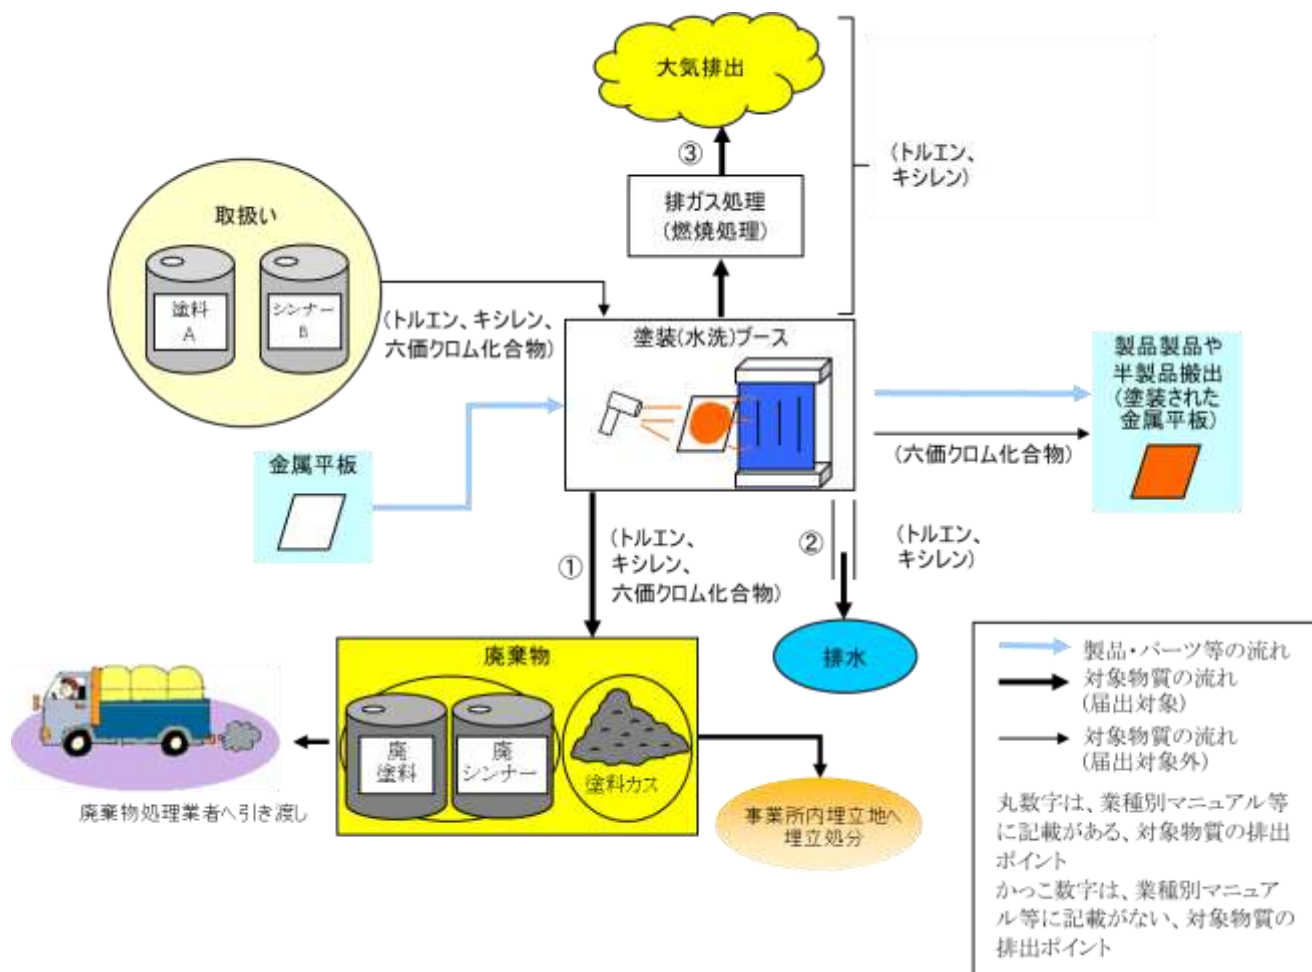 大気排出
③
(トルエン、
キシレン)
排ガス処理
(燃焼処理)
取扱い
塗料
A
シンナー
B
(トルエン、キシレン、
六価クロム化合物)
塗装(水洗)ブース
製品製品や
半製品搬出
(塗装された
金属平板)
(六価クロム化合物)
金属平板
①
(トルエン、
キシレン、
六価クロム化合物)
②
(トルエン、
キシレン)
排水
廃棄物
廃
塗料
廃
シンナー
塗料カス
廃棄物処理業者へ引き渡し
事業所内埋立地へ
埋立処分
製品・パーツ等の流れ
対象物質の流れ
(届出対象)
対象物質の流れ
(届出対象外)
丸数字は、業種別マニュアル等
に記載がある、対象物質の排出
ポイント
かっこ数字は、業種別マニュア
ル等に記載がない、対象物質の
排出ポイント